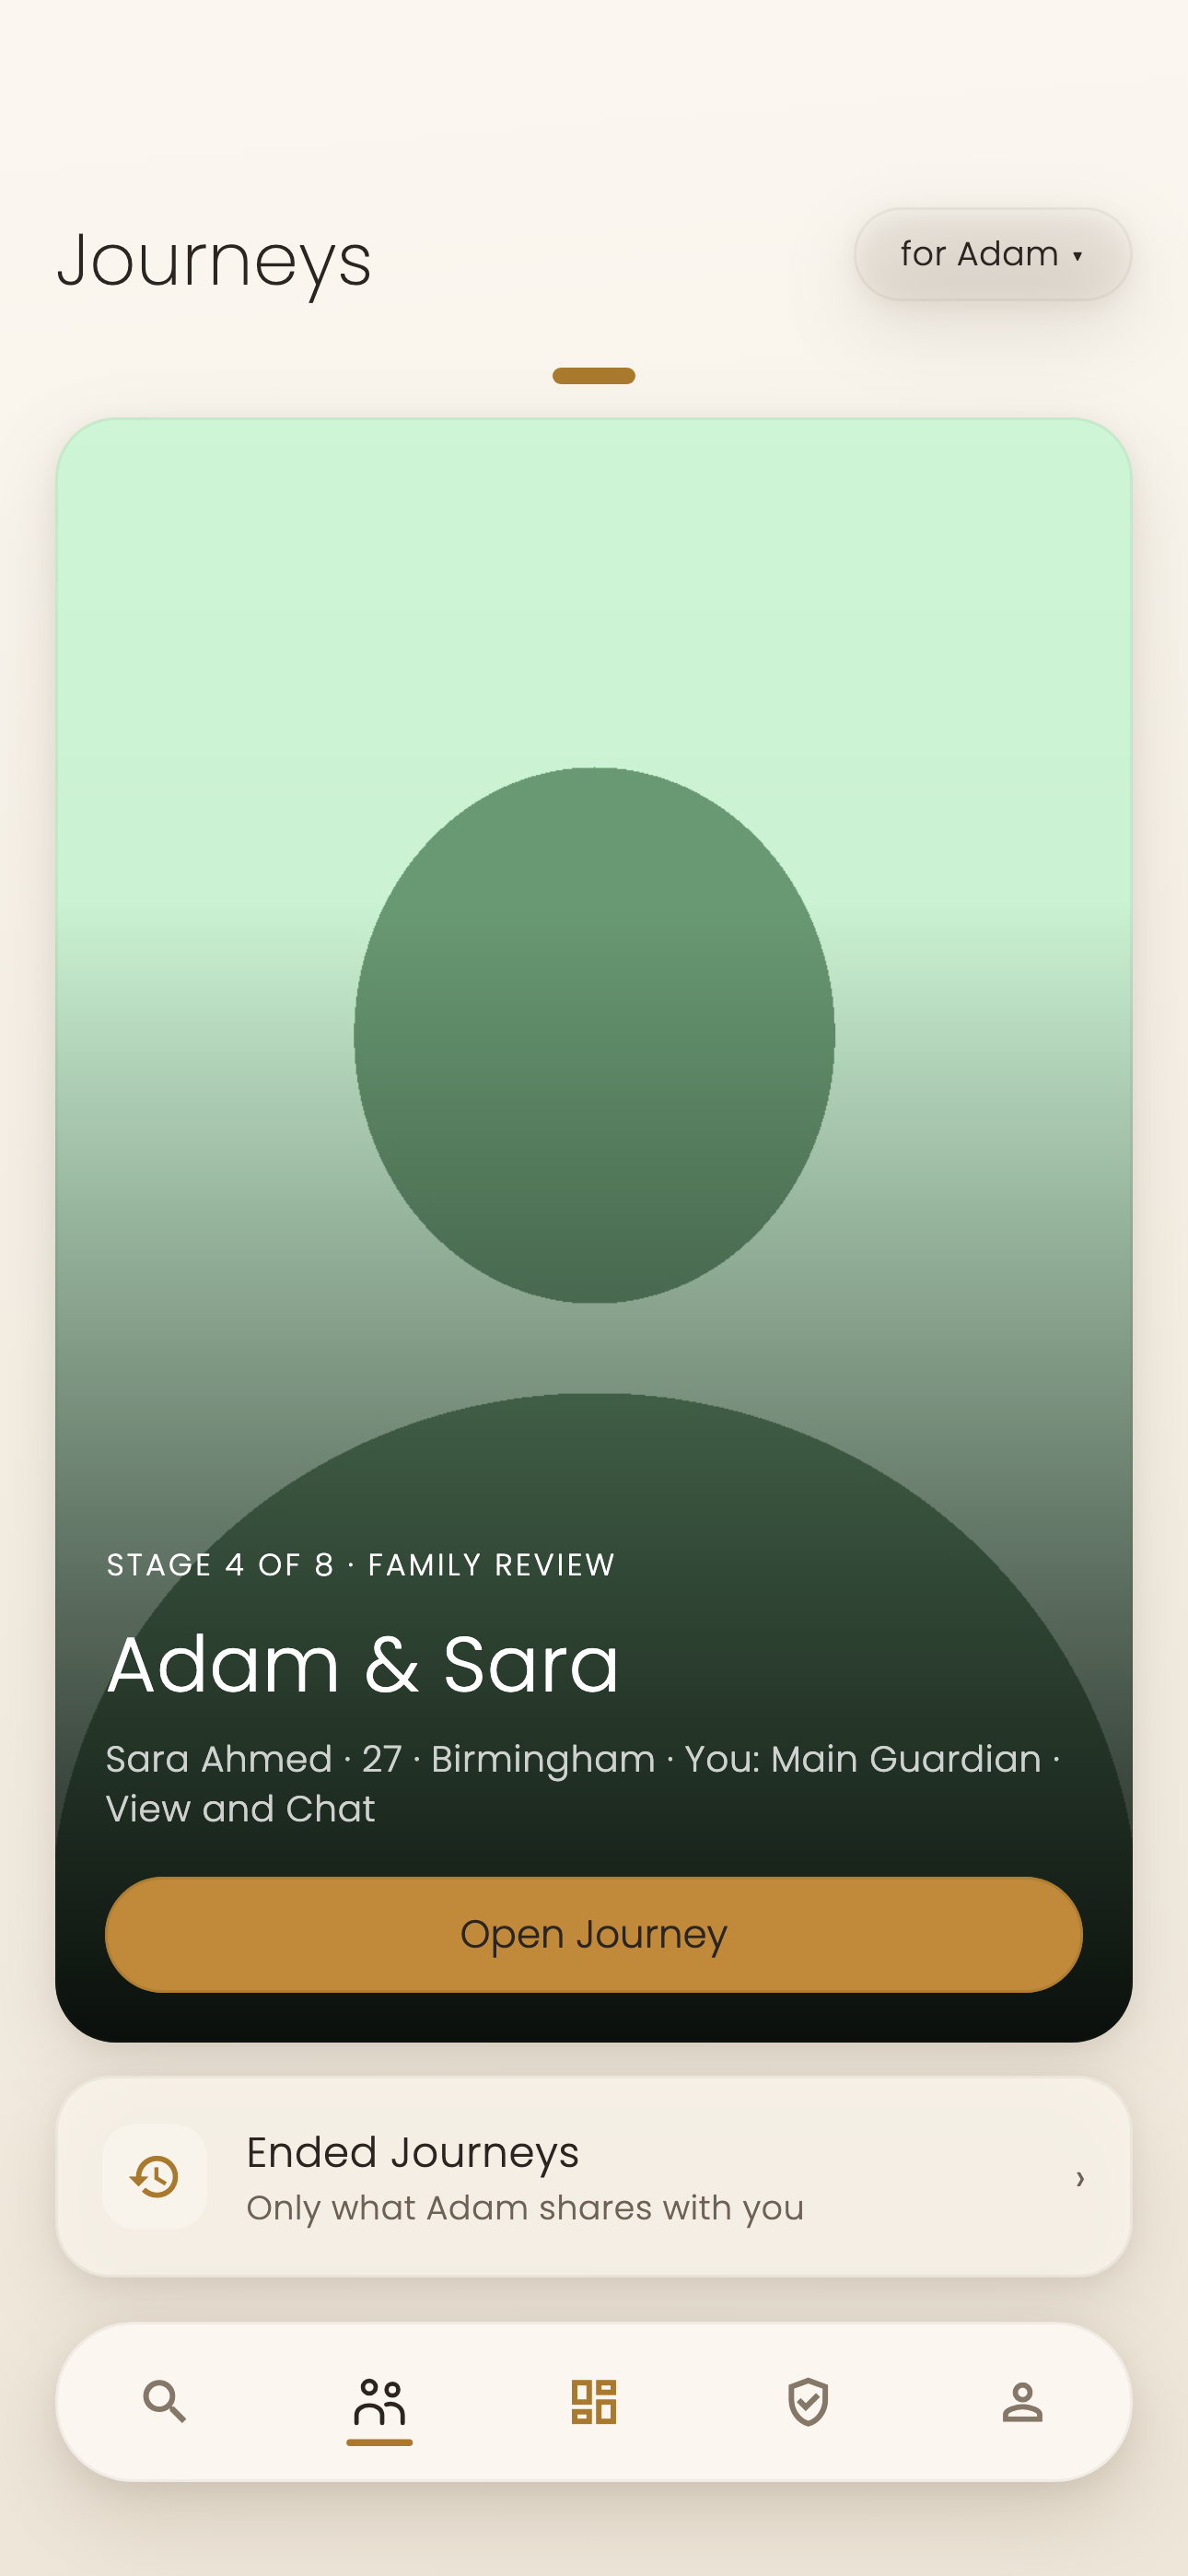 Journeys
for Adam ▾
STAGE 4 OF 8 · FAMILY REVIEW
Adam & Sara
Sara Ahmed · 27 · Birmingham · You: Main Guardian ·
View and Chat
Open Journey
Ended Journeys
Only what Adam shares with you